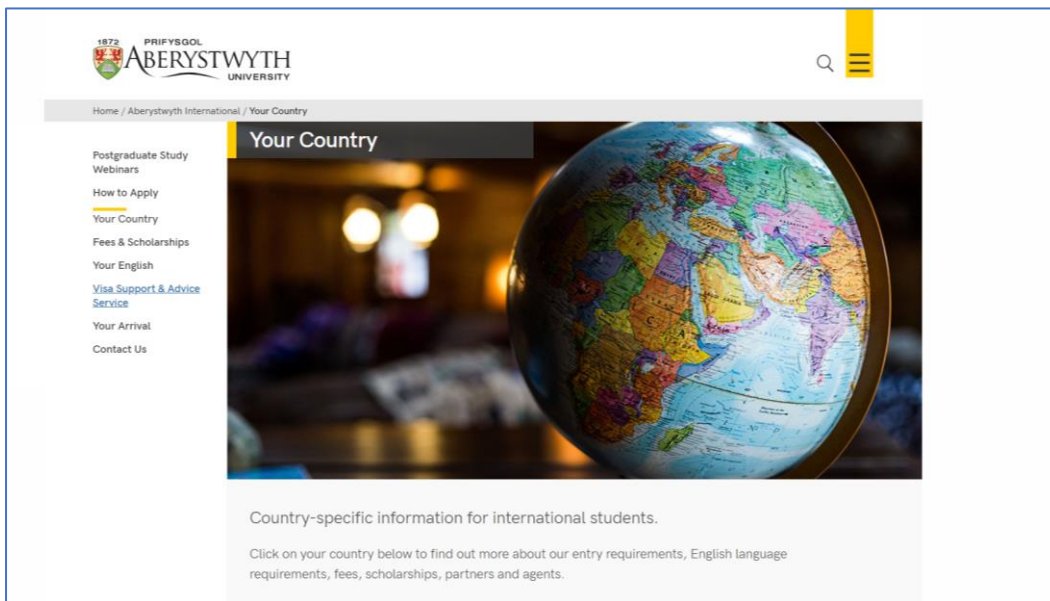 1872 PRIFYSGOL
ABERYSTWYTH
UNIVERSITY
Home / Aberystwyth International / Your Country
Your Country
Postgraduate Study
Webinars
How to Apply
Your Country
Fees & Scholarships
Your English
Visa Support & Advice
Service
Your Arrival
Contact Us
Country-specific information for international students.
Click on your country below to find out more about our entry requirements, English language
requirements, fees, scholarships, partners and agents.